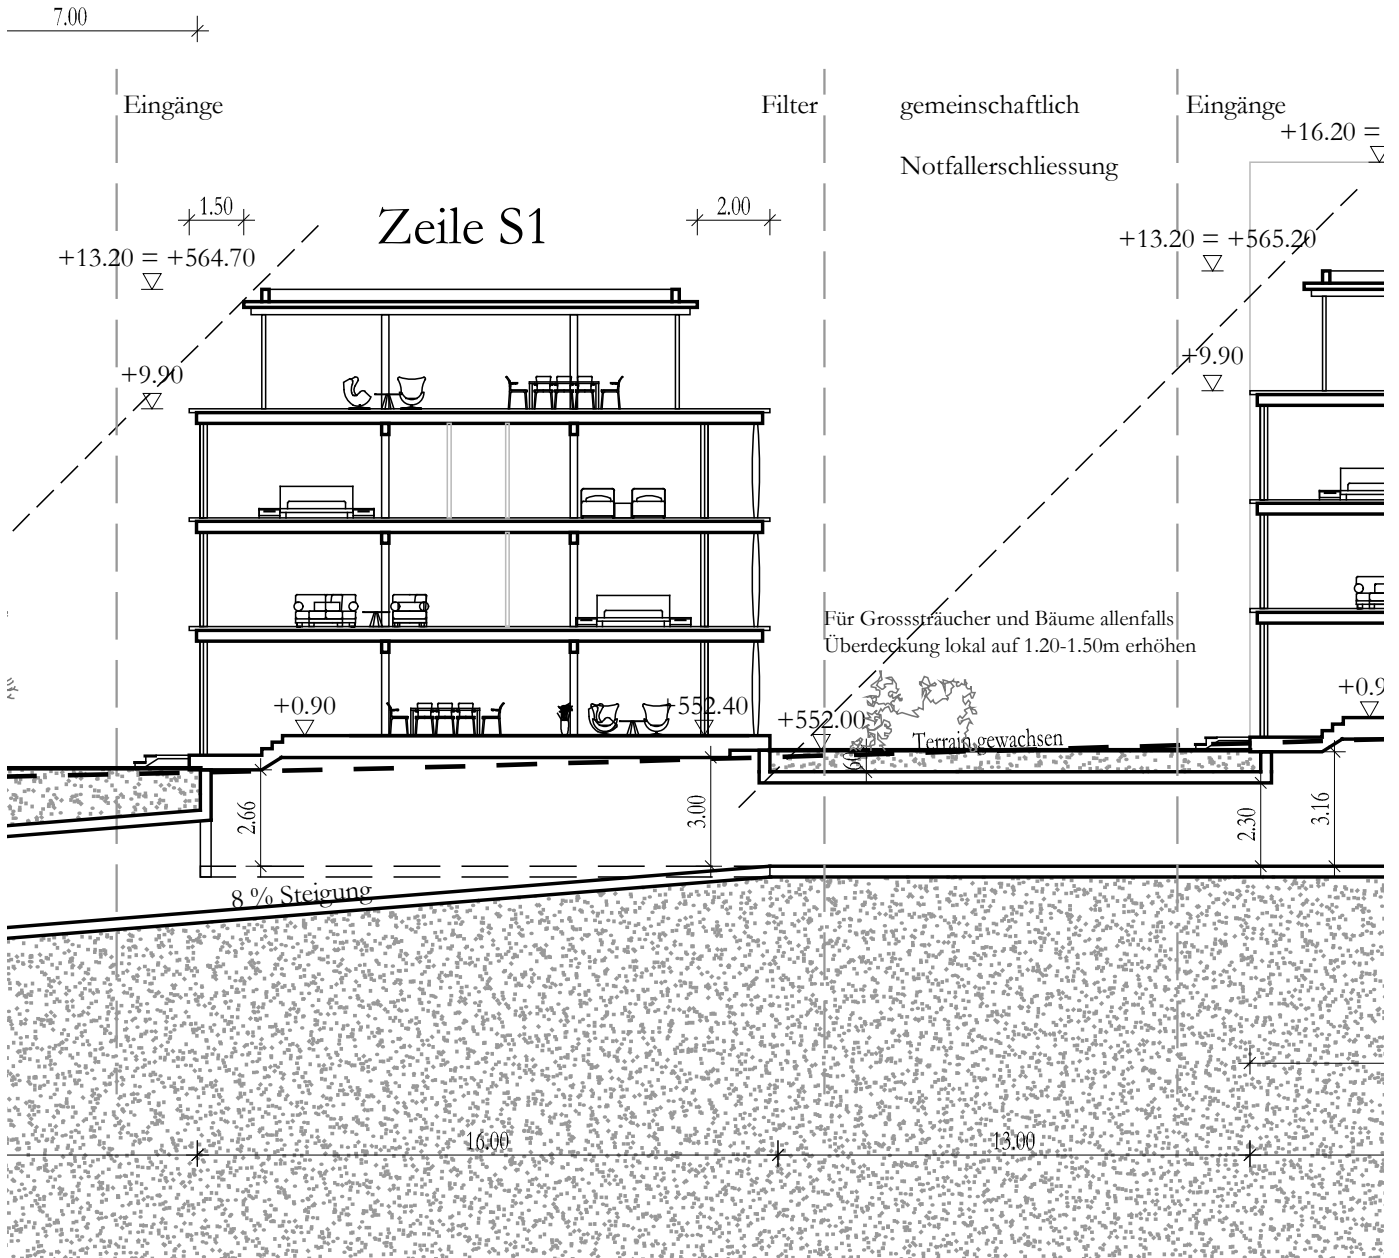 7.00
Eingänge
Filter
gemeinschaftlich
Eingänge
+16.20 =
Notfallerschliessung
1.50
Zeile S1
2.00
+13.20 = +564.70
+13.20 = +565.20
+9.90
+9.90
Für Grosssträucher und Bäume allenfalls
Überdeckung lokal auf 1.20-1.50m erhöhen
+0.90
+552.40
+552.00
+0.9
Terrain gewachsen
2.66
3.00
2.30
3.16
8 % Steigung
16.00
13.00